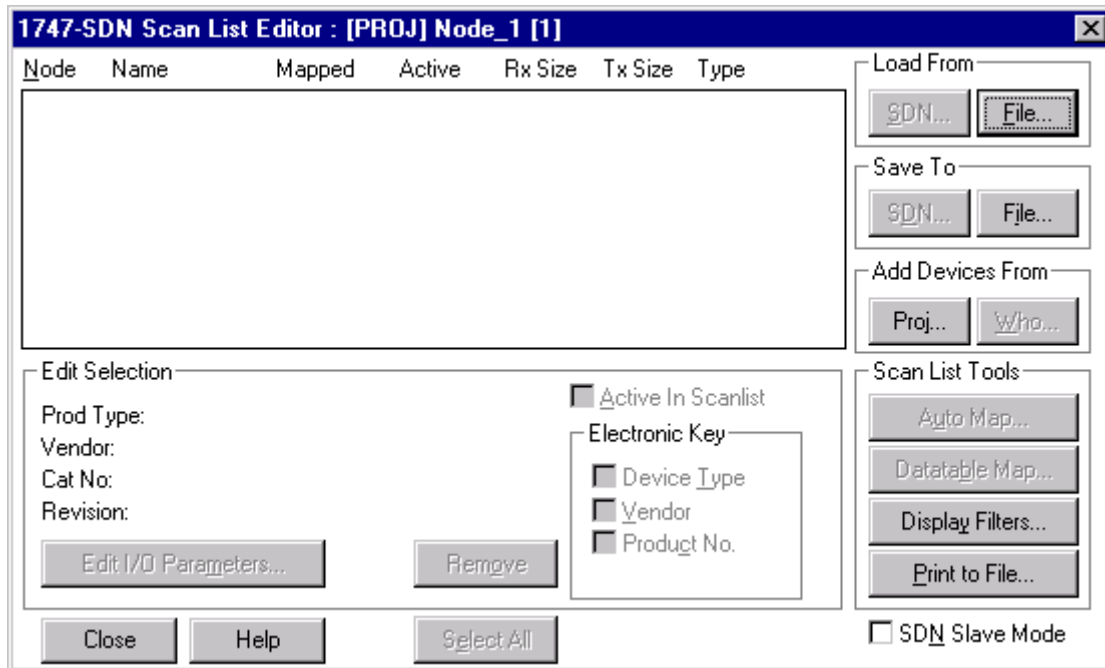 1747-SDN Scan List Editor : [PROJ] Node_1 [1]
Node Name Mapped Active Rx Size Tx Size Type
Load From
SDN... File...
Save To
SDN... File...
Add Devices From
Proj... Who...
Edit Selection
Prod Type:
Vendor:
Cat No:
Revision:
Edit I/O Parameters... Remove
Active In Scanlist
Electronic Key
Device Type
Vendor
Product No.
Scan List Tools
Auto Map...
Datatable Map...
Display Filters...
Print to File...
Close Help Select All
SDN Slave Mode